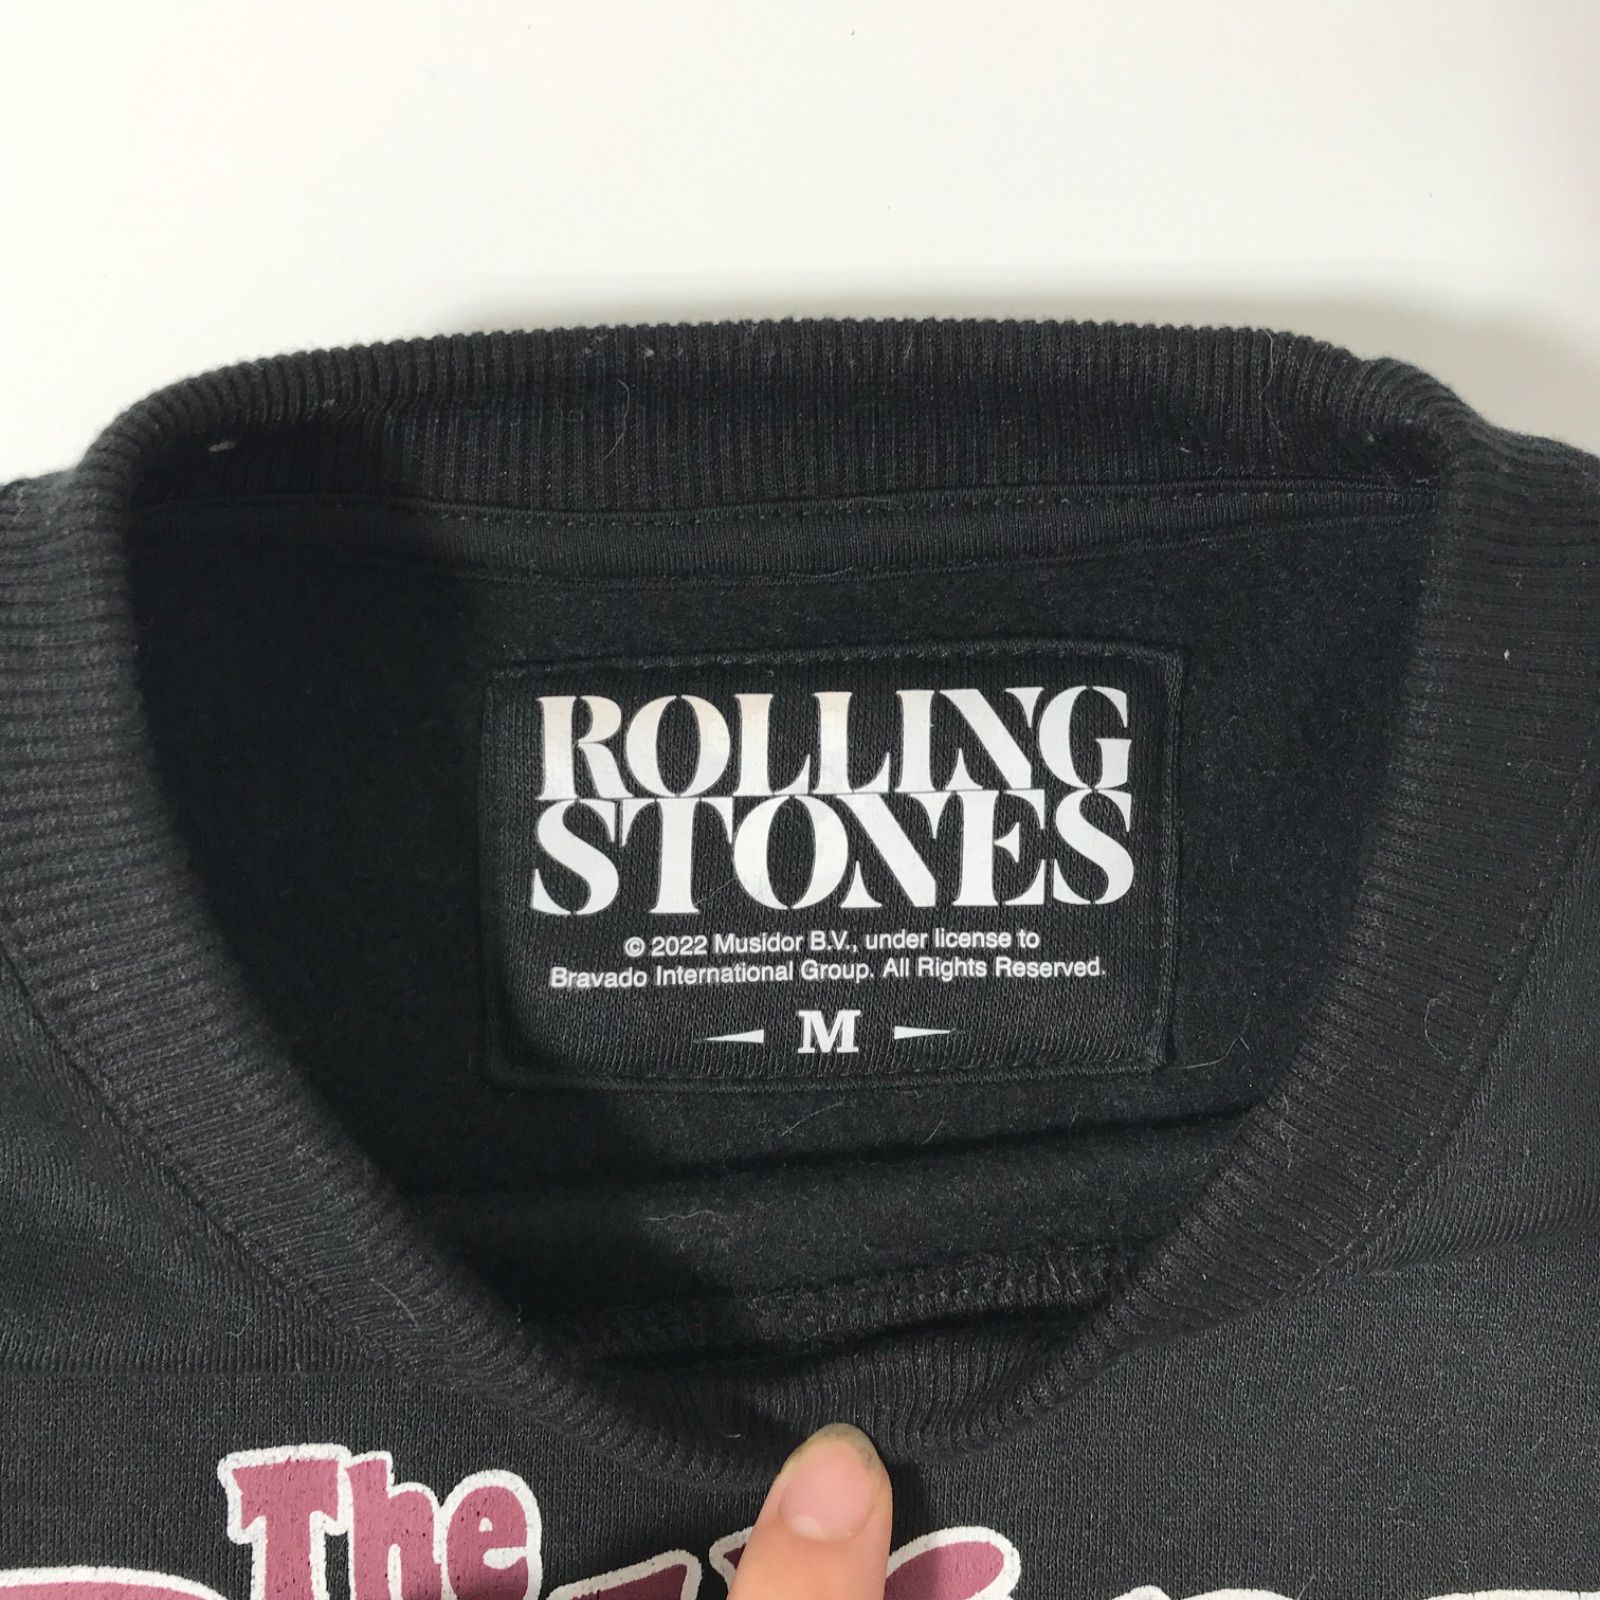 ROLLING
STONES
© 2022 Musidor B.V., under license to
Bravado International Group. All Rights Reserved.
M
The